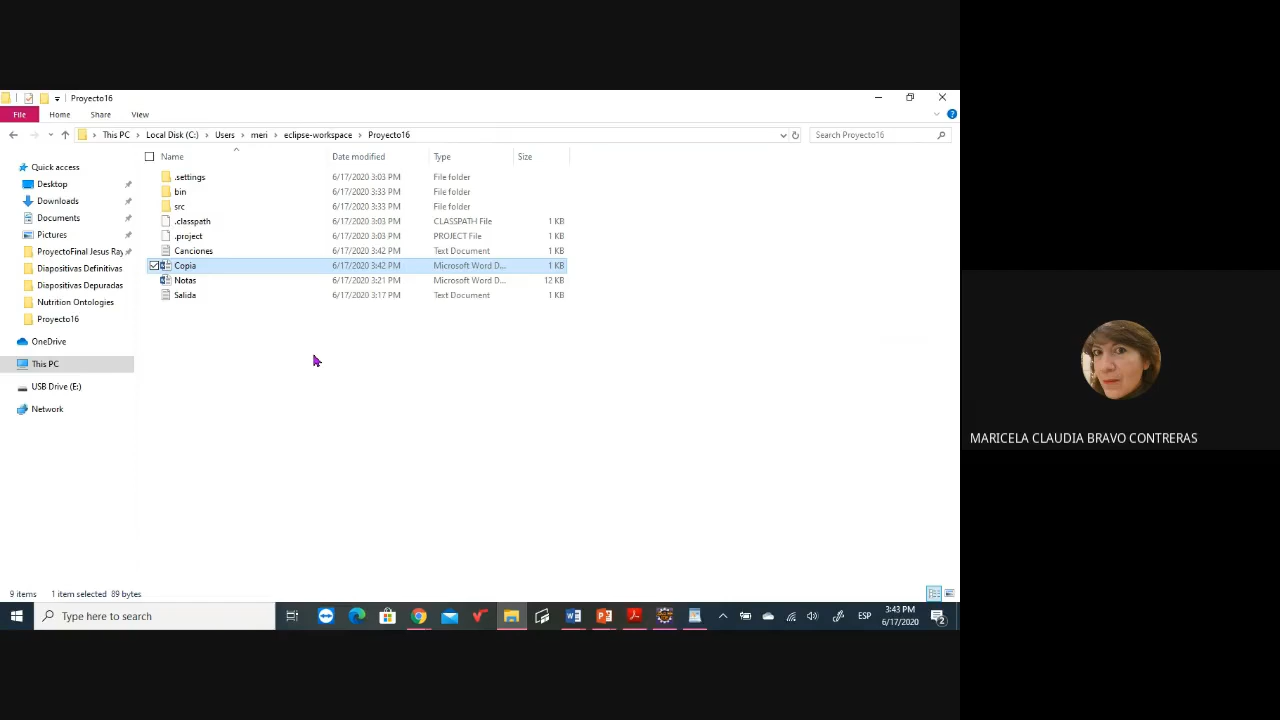 Proyecto16
File Home Share View
This PC Local Disk (C:) Users meri eclipse-workspace Proyecto16 Search Proyecto16
Name Date modified Type Size
Quick access
Desktop
Downloads
Documents
Pictures
ProyectoFinal Jesus Ray
Diapositivas Definitivas
Diapositivas Depuradas
Nutrition Ontologies
Proyecto16
OneDrive
This PC
USB Drive (E:)
Network
.settings 6/17/2020 3:03 PM File folder
bin 6/17/2020 3:33 PM File folder
src 6/17/2020 3:33 PM File folder
.classpath 6/17/2020 3:03 PM CLASSPATH File 1 KB
.project 6/17/2020 3:03 PM PROJECT File 1 KB
Canciones 6/17/2020 3:42 PM Text Document 1 KB
Copia 6/17/2020 3:42 PM Microsoft Word D... 1 KB
Notas 6/17/2020 3:21 PM Microsoft Word D... 12 KB
Salida 6/17/2020 3:17 PM Text Document 1 KB
MARICELA CLAUDIA BRAVO CONTRERAS
9 items 1 item selected 89 bytes
Type here to search
ESP
3:43 PM
6/17/2020
2